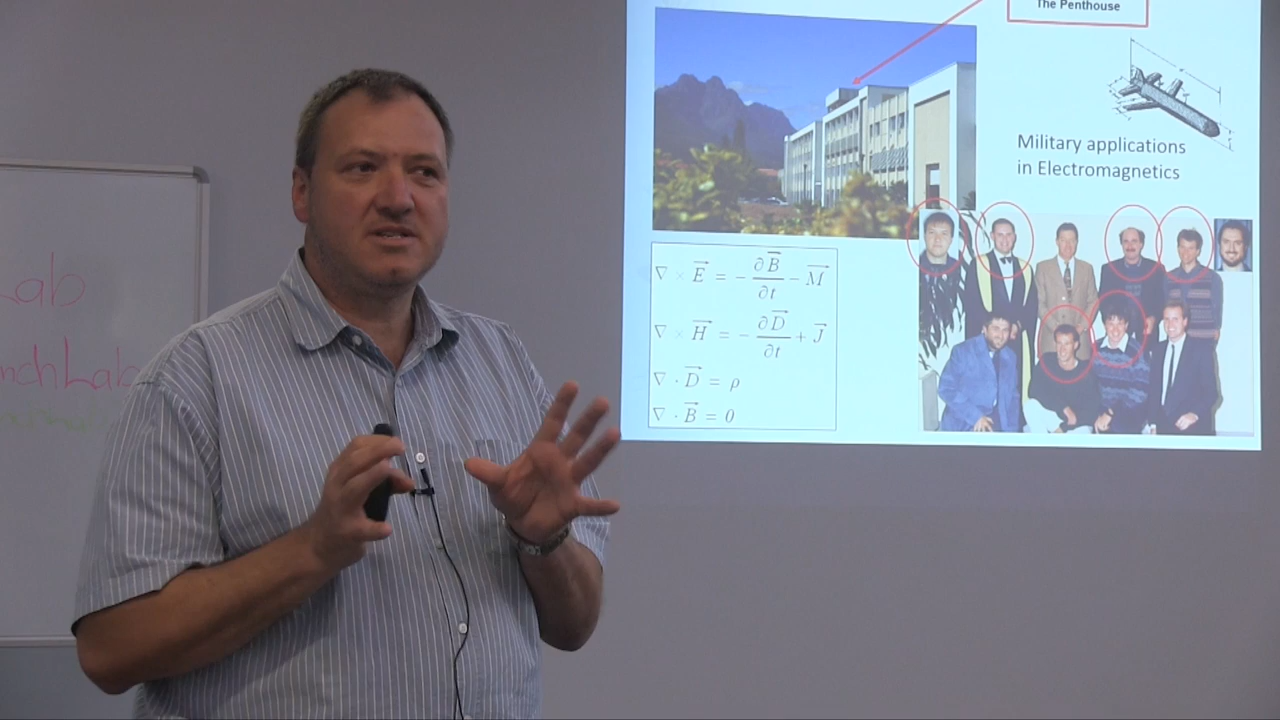 The Penthouse
Military applications
in Electromagnetics
∇ × E⃗ = − ∂B⃗/∂t − M⃗
∇ × H⃗ = − ∂D⃗/∂t + J⃗
∇ · D⃗ = ρ
∇ · B⃗ = 0
Lab
nchLab